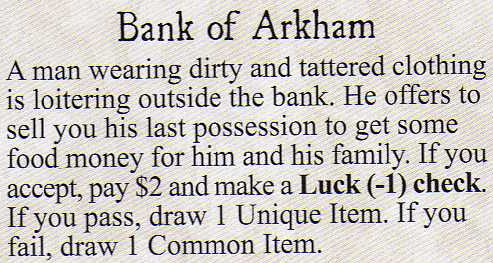 Bank of Arkham
A man wearing dirty and tattered clothing
is loitering outside the bank. He offers to
sell you his last possession to get some
food money for him and his family. If you
accept, pay $2 and make a Luck (-1) check.
If you pass, draw 1 Unique Item. If you
fail, draw 1 Common Item.